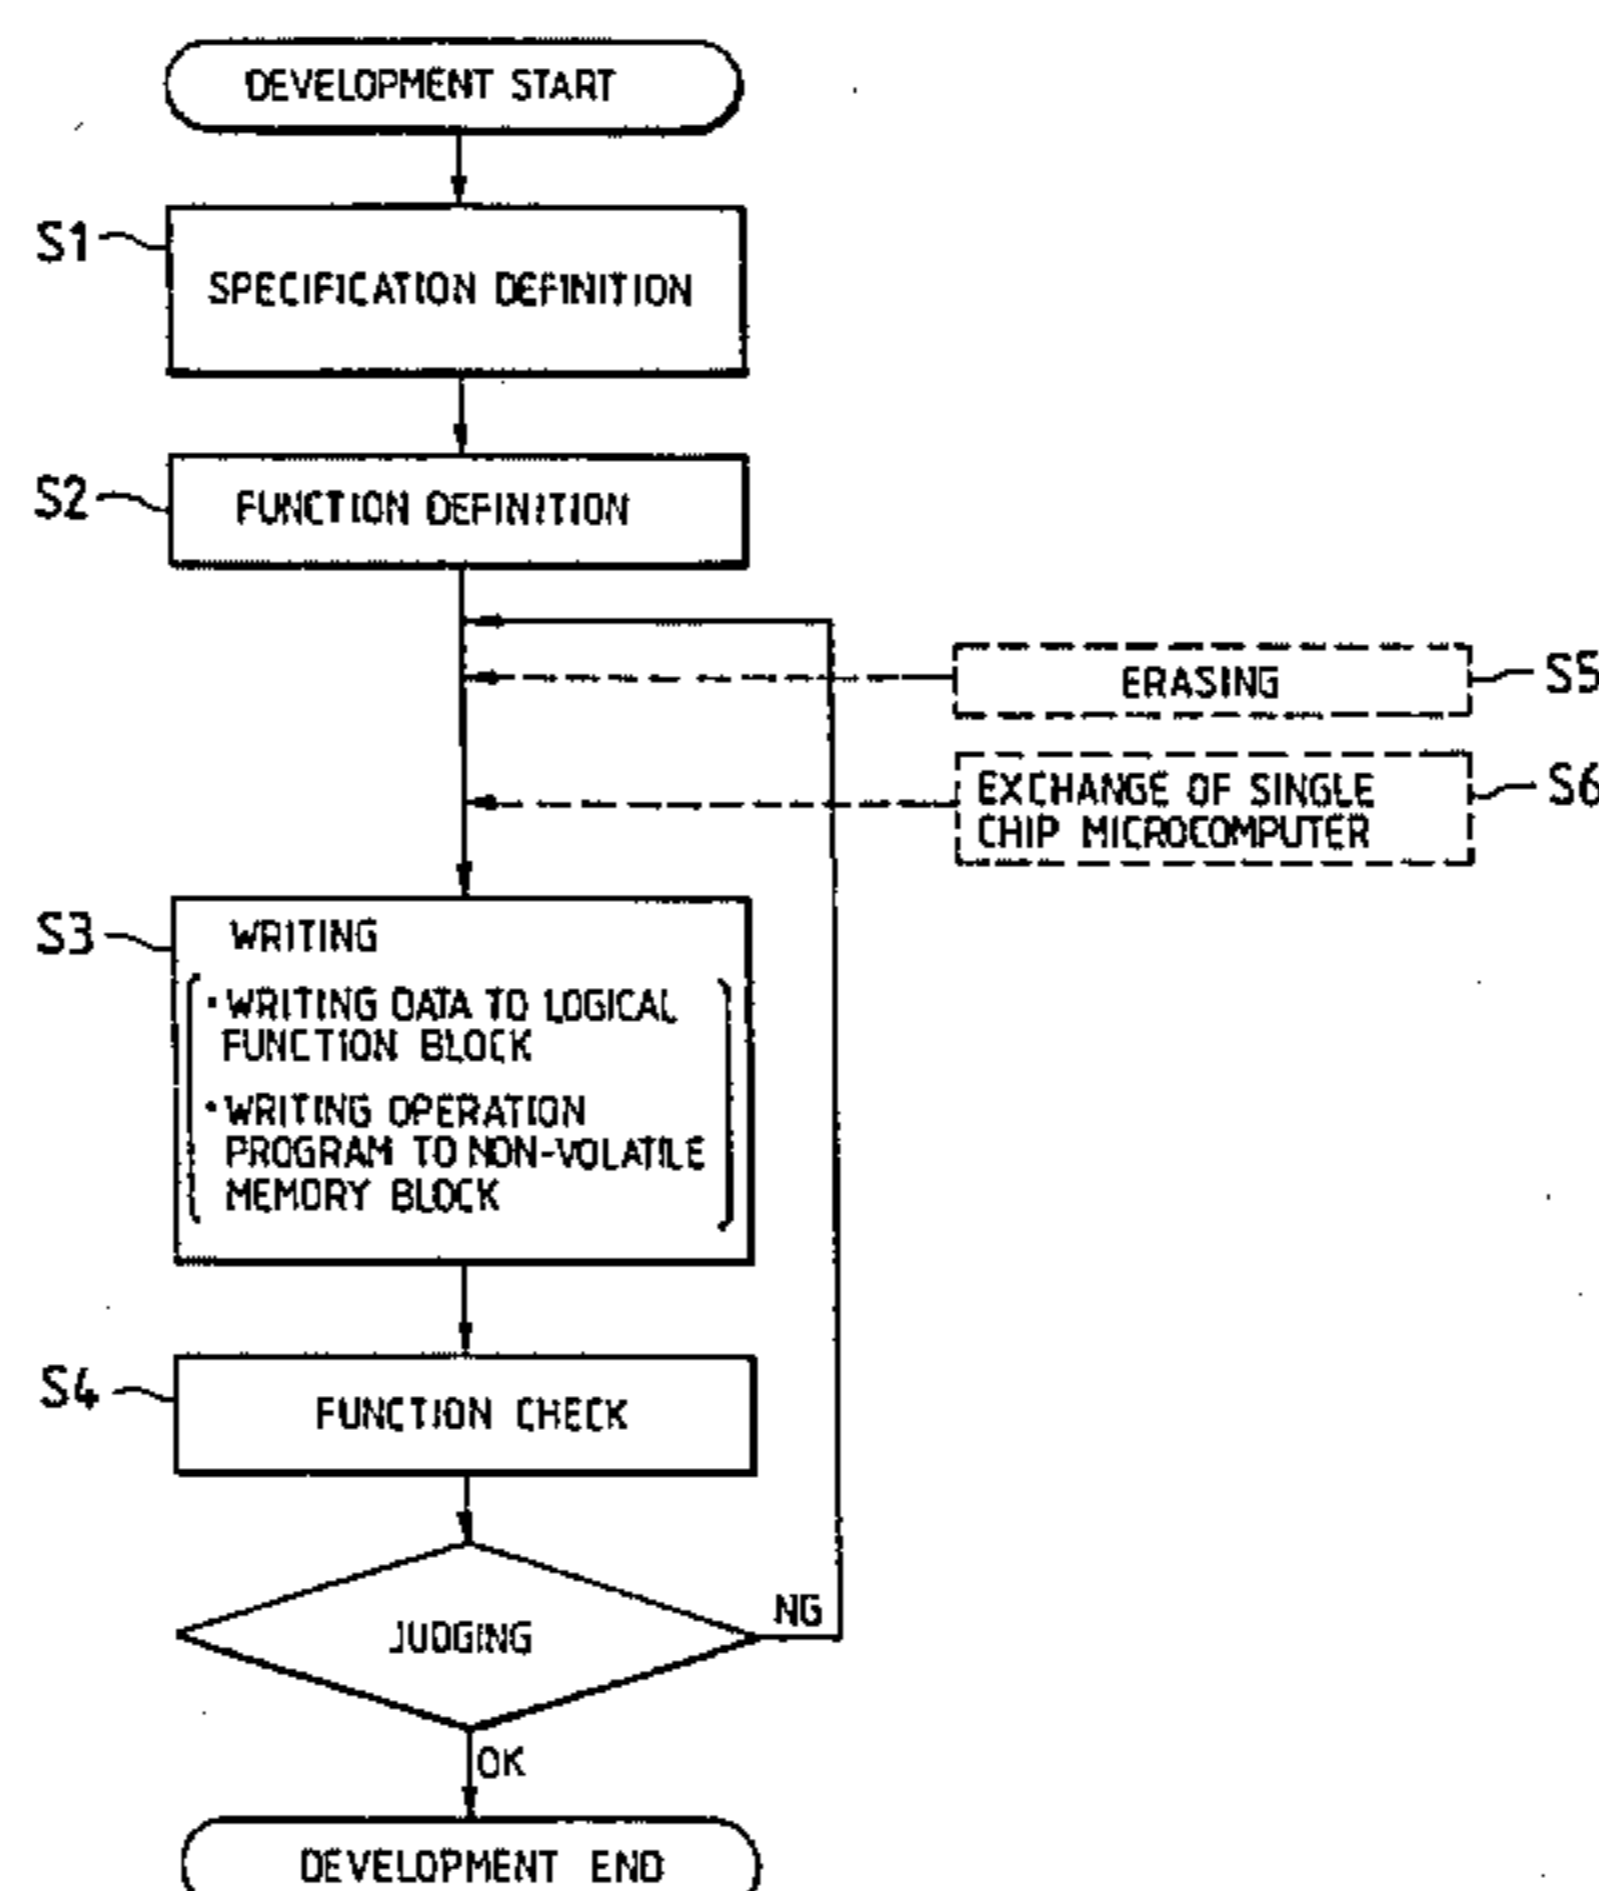 DEVELOPMENT START
S1
SPECIFICATION DEFINITION
S2
FUNCTION DEFINITION
ERASING
S5
EXCHANGE OF SINGLE
CHIP MICROCOMPUTER
S6
S3
WRITING
・WRITING DATA TO LOGICAL
FUNCTION BLOCK
・WRITING OPERATION
PROGRAM TO NON-VOLATILE
MEMORY BLOCK
S4
FUNCTION CHECK
JUDGING
NG
OK
DEVELOPMENT END